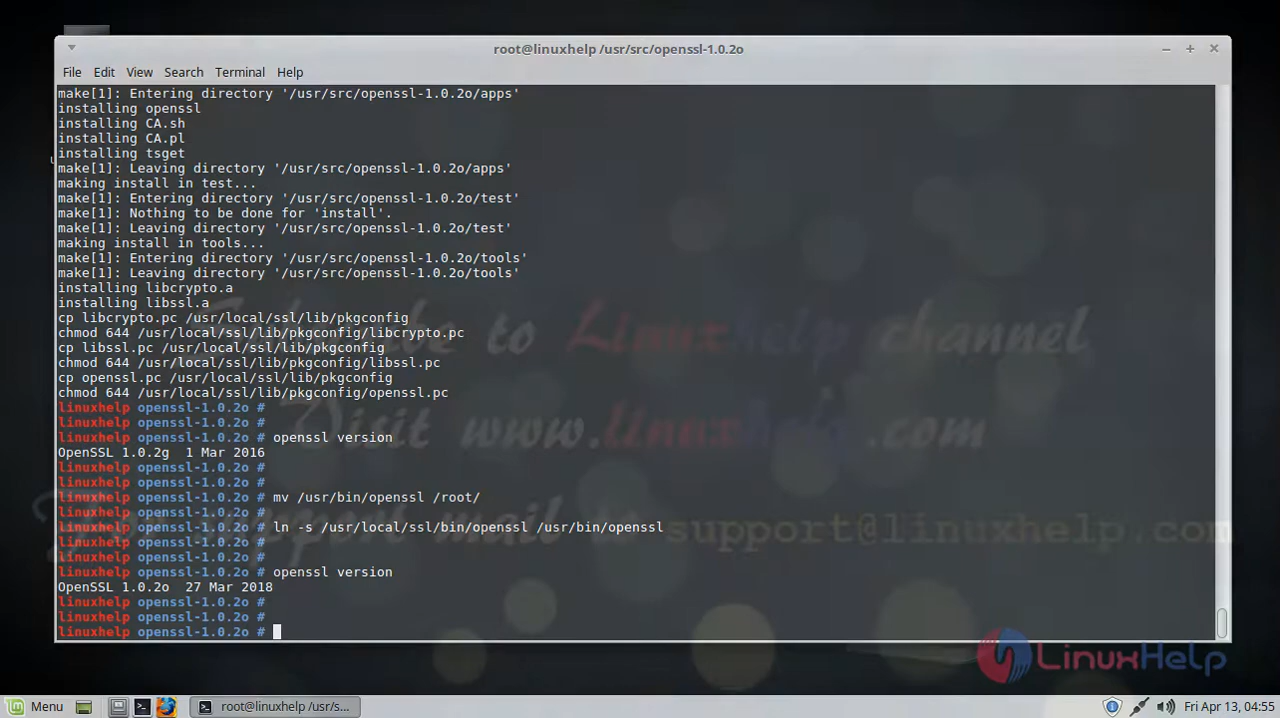 root@linuxhelp /usr/src/openssl-1.0.2o
File Edit View Search Terminal Help
make[1]: Entering directory '/usr/src/openssl-1.0.2o/apps'
installing openssl
installing CA.sh
installing CA.pl
installing tsget
make[1]: Leaving directory '/usr/src/openssl-1.0.2o/apps'
making install in test...
make[1]: Entering directory '/usr/src/openssl-1.0.2o/test'
make[1]: Nothing to be done for 'install'.
make[1]: Leaving directory '/usr/src/openssl-1.0.2o/test'
making install in tools...
make[1]: Entering directory '/usr/src/openssl-1.0.2o/tools'
make[1]: Leaving directory '/usr/src/openssl-1.0.2o/tools'
installing libcrypto.a
installing libssl.a
cp libcrypto.pc /usr/local/ssl/lib/pkgconfig
chmod 644 /usr/local/ssl/lib/pkgconfig/libcrypto.pc
cp libssl.pc /usr/local/ssl/lib/pkgconfig
chmod 644 /usr/local/ssl/lib/pkgconfig/libssl.pc
cp openssl.pc /usr/local/ssl/lib/pkgconfig
chmod 644 /usr/local/ssl/lib/pkgconfig/openssl.pc
linuxhelp openssl-1.0.2o #
linuxhelp openssl-1.0.2o #
linuxhelp openssl-1.0.2o # openssl version
OpenSSL 1.0.2g  1 Mar 2016
linuxhelp openssl-1.0.2o #
linuxhelp openssl-1.0.2o #
linuxhelp openssl-1.0.2o # mv /usr/bin/openssl /root/
linuxhelp openssl-1.0.2o #
linuxhelp openssl-1.0.2o # ln -s /usr/local/ssl/bin/openssl /usr/bin/openssl
linuxhelp openssl-1.0.2o #
linuxhelp openssl-1.0.2o #
linuxhelp openssl-1.0.2o # openssl version
OpenSSL 1.0.2o  27 Mar 2018
linuxhelp openssl-1.0.2o #
linuxhelp openssl-1.0.2o #
linuxhelp openssl-1.0.2o #
to Linuxhelp channel
Visit www.linuxhelp.com
mail to support@linuxhelp.com
LinuxHelp
Menu
root@linuxhelp /usr/s...
Fri Apr 13, 04:55